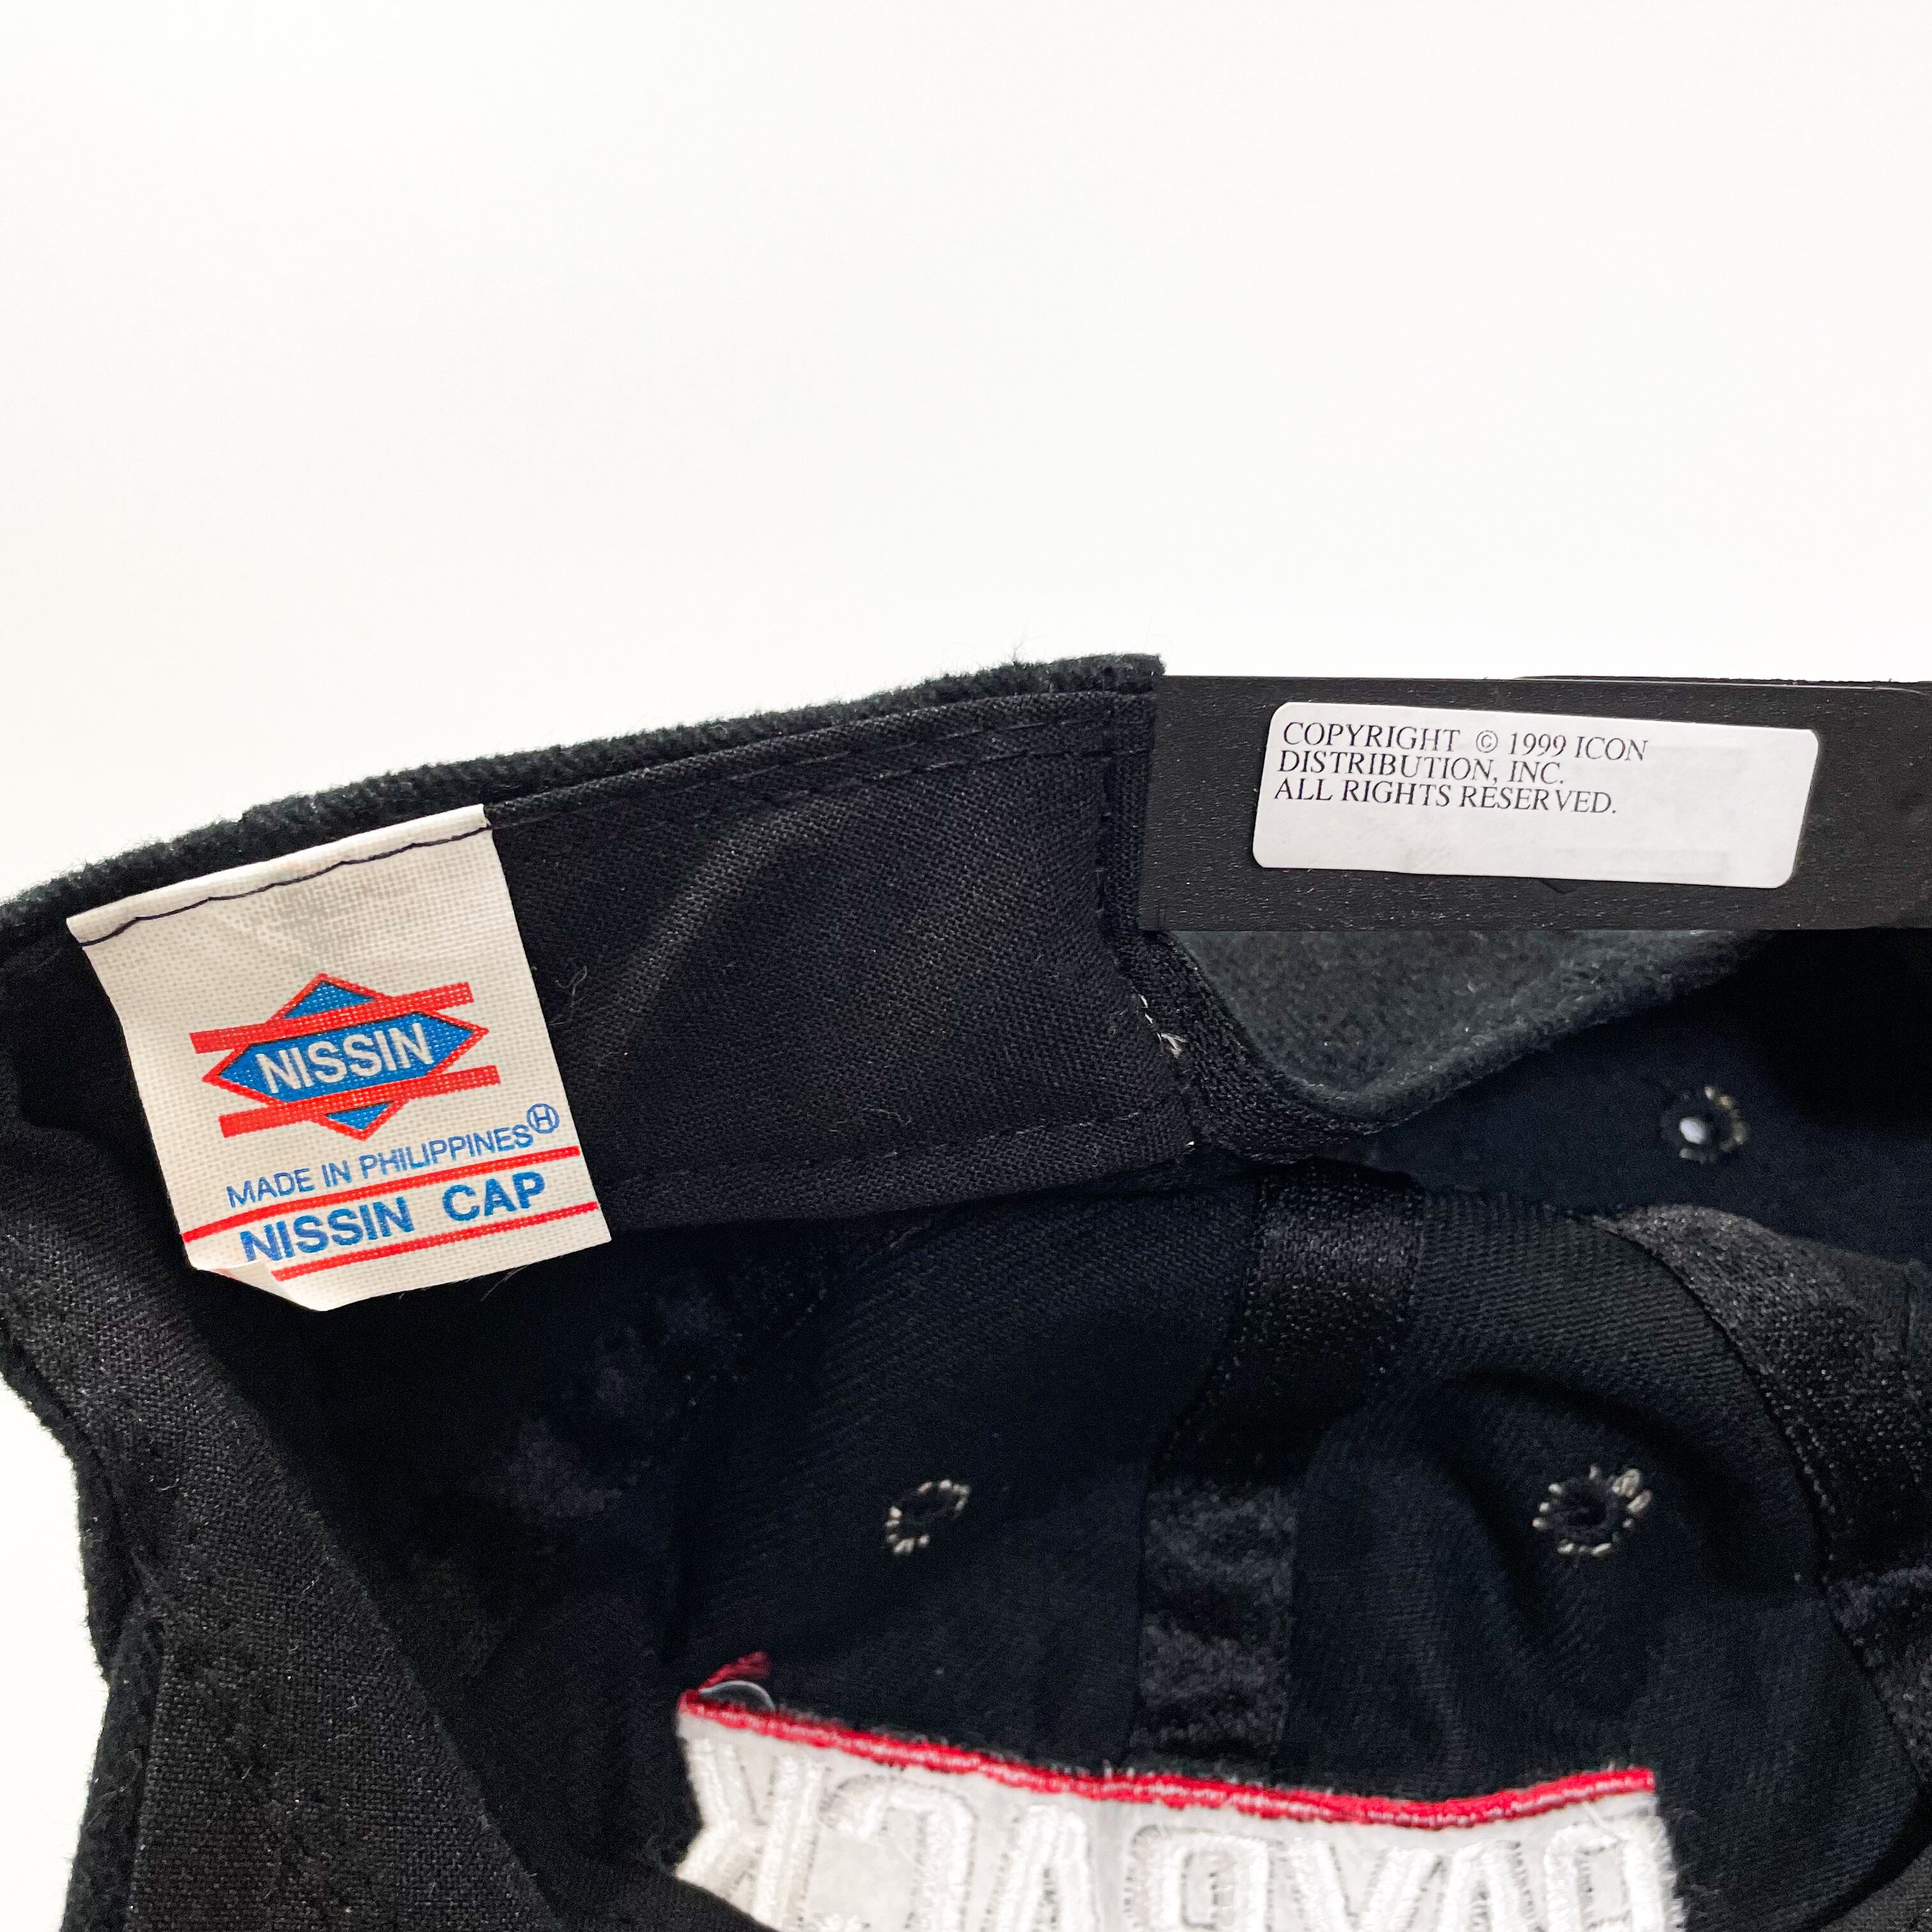 NISSIN
MADE IN PHILIPPINES Ⓗ
NISSIN CAP
COPYRIGHT © 1999 ICON
DISTRIBUTION, INC.
ALL RIGHTS RESERVED.